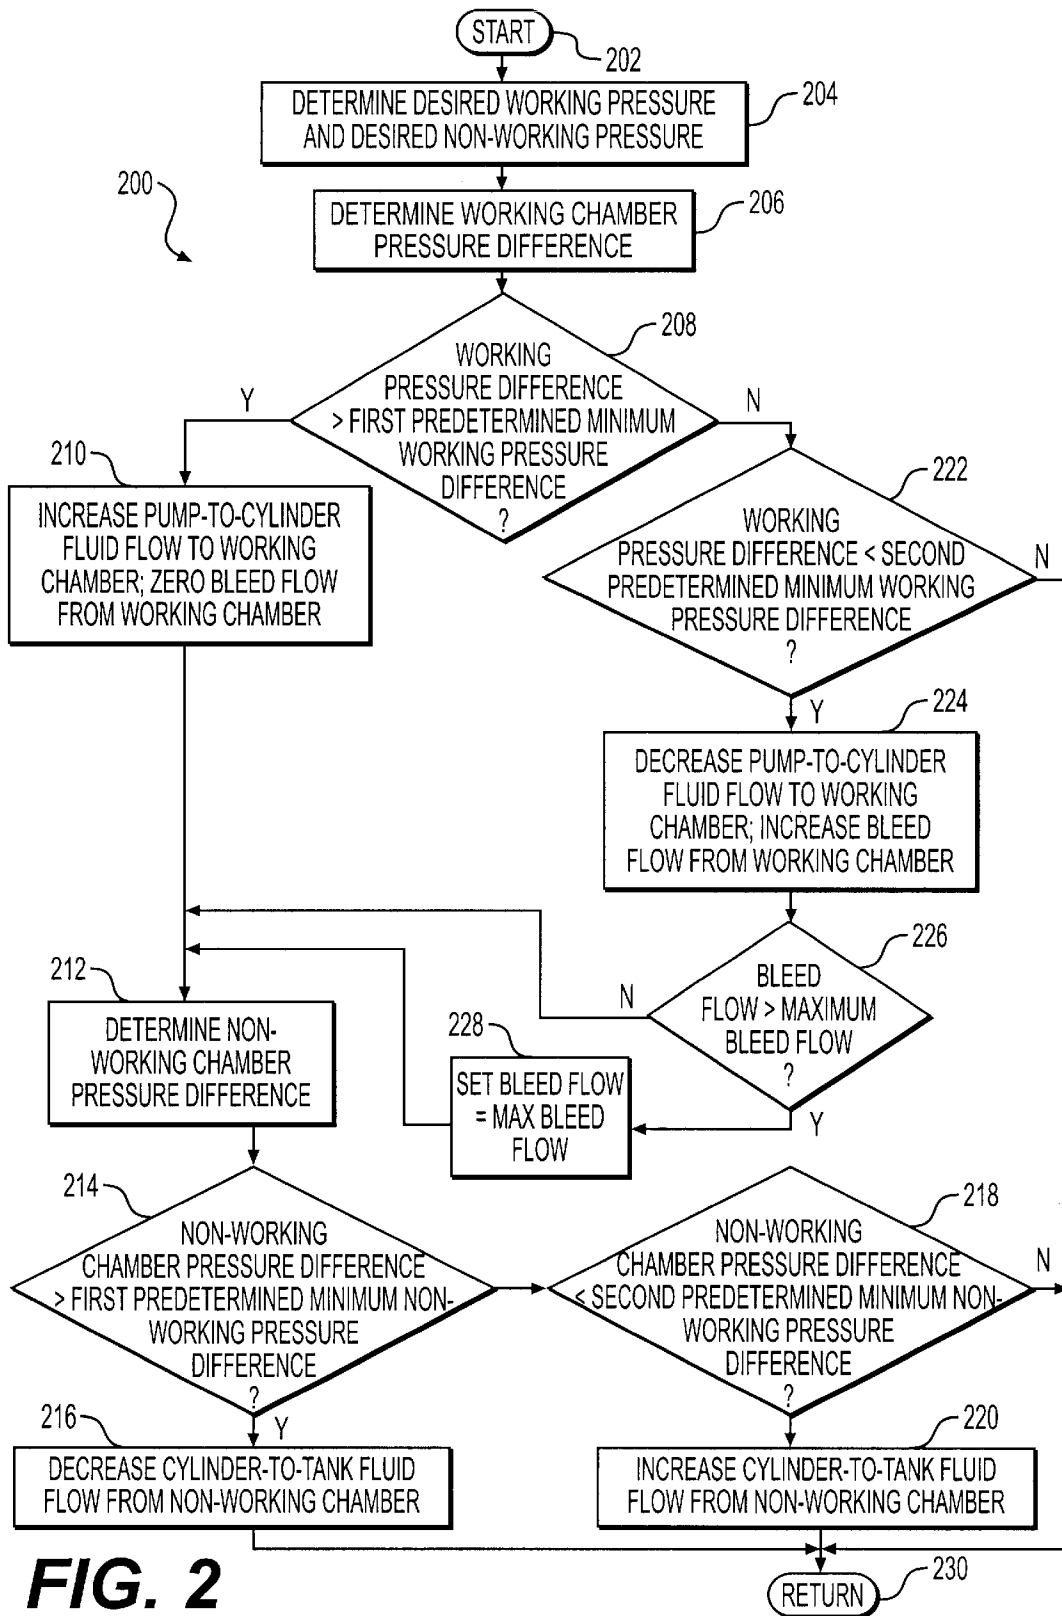 START
202
DETERMINE DESIRED WORKING PRESSURE
AND DESIRED NON-WORKING PRESSURE
204
200
DETERMINE WORKING CHAMBER
PRESSURE DIFFERENCE
206
208
WORKING
PRESSURE DIFFERENCE
> FIRST PREDETERMINED MINIMUM
WORKING PRESSURE
DIFFERENCE
?
Y
N
210
INCREASE PUMP-TO-CYLINDER
FLUID FLOW TO WORKING
CHAMBER; ZERO BLEED FLOW
FROM WORKING CHAMBER
222
WORKING
PRESSURE DIFFERENCE < SECOND
PREDETERMINED MINIMUM WORKING
PRESSURE DIFFERENCE
?
N
Y
224
DECREASE PUMP-TO-CYLINDER
FLUID FLOW TO WORKING
CHAMBER; INCREASE BLEED
FLOW FROM WORKING CHAMBER
226
BLEED
FLOW > MAXIMUM
BLEED FLOW
?
N
Y
228
SET BLEED FLOW
= MAX BLEED
FLOW
212
DETERMINE NON-
WORKING CHAMBER
PRESSURE DIFFERENCE
214
NON-WORKING
CHAMBER PRESSURE DIFFERENCE
> FIRST PREDETERMINED MINIMUM NON-
WORKING PRESSURE
DIFFERENCE
?
Y
218
NON-WORKING
CHAMBER PRESSURE DIFFERENCE
< SECOND PREDETERMINED MINIMUM NON-
WORKING PRESSURE
DIFFERENCE
?
N
216
DECREASE CYLINDER-TO-TANK FLUID
FLOW FROM NON-WORKING CHAMBER
220
INCREASE CYLINDER-TO-TANK FLUID
FLOW FROM NON-WORKING CHAMBER
RETURN
230
FIG. 2